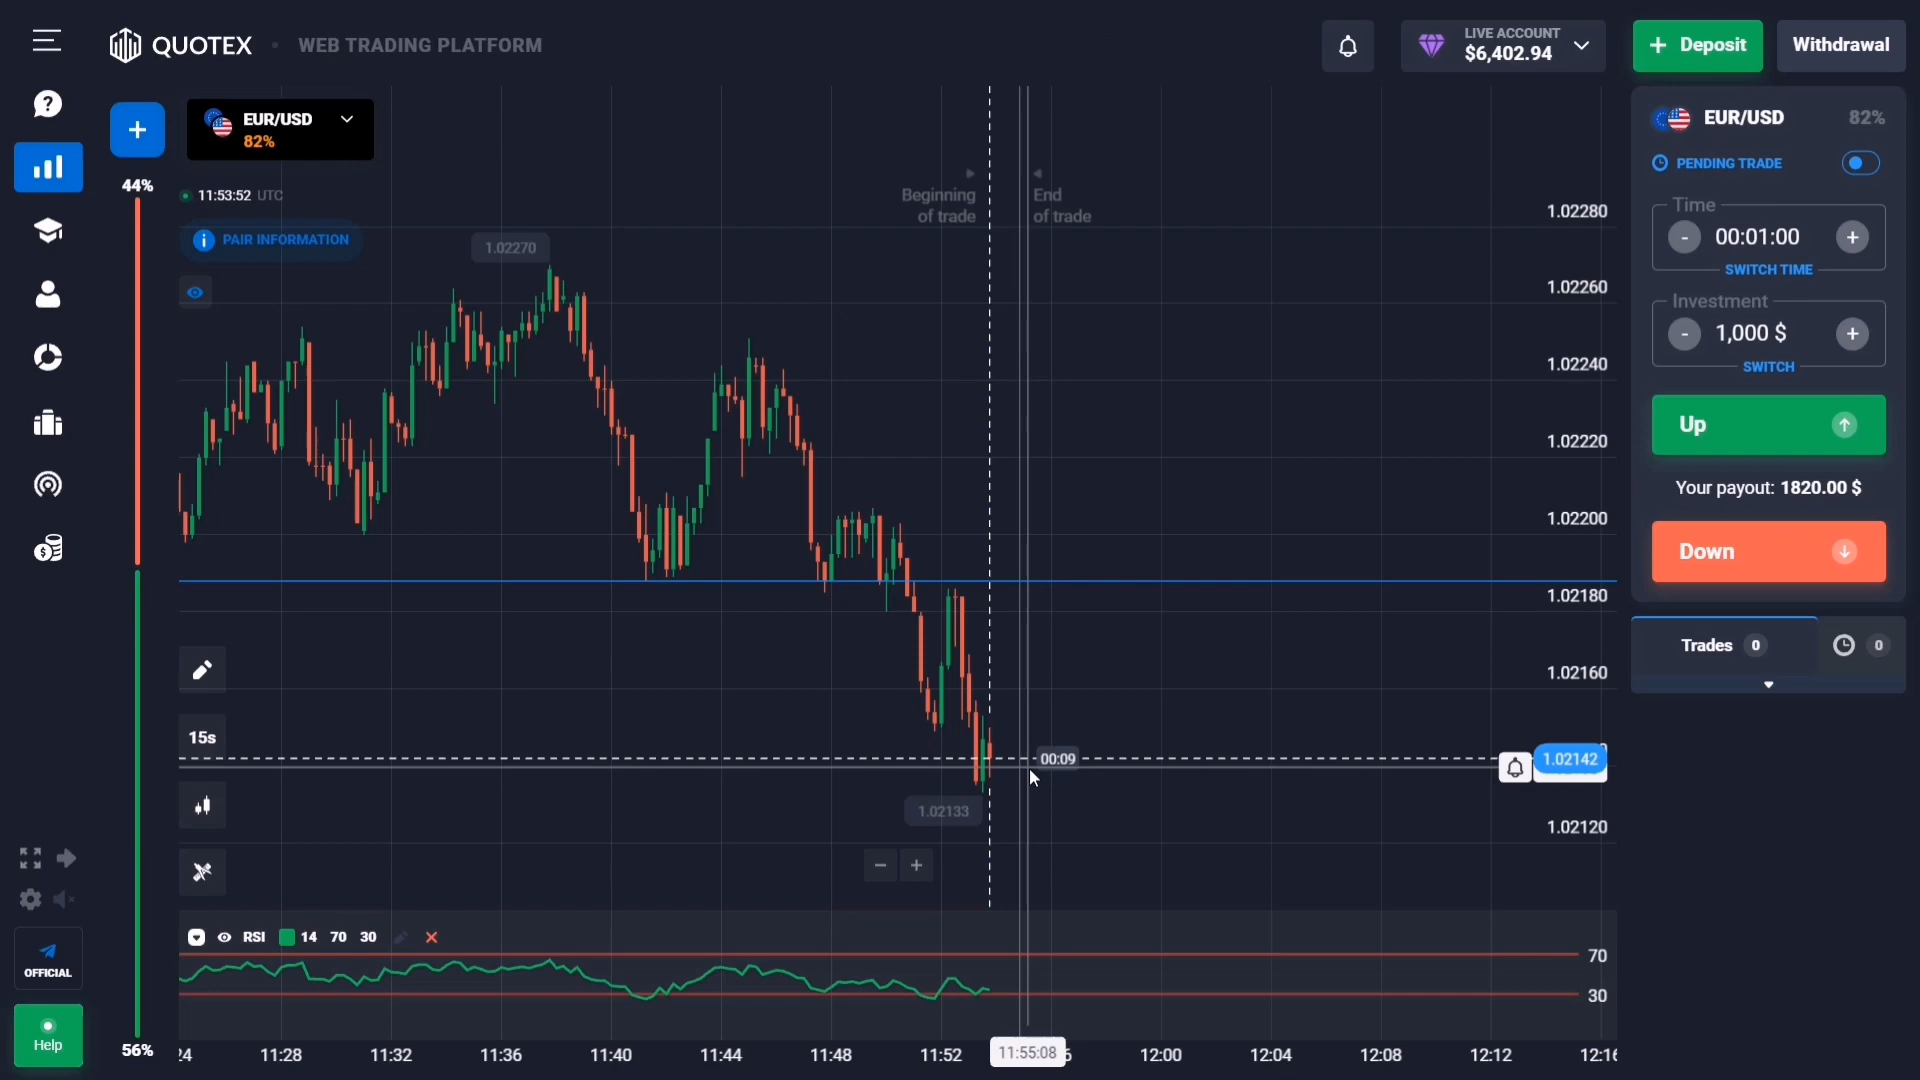 QUOTEX • WEB TRADING PLATFORM
LIVE ACCOUNT
$6,402.94
+ Deposit
Withdrawal
?
+
EUR/USD
82%
44%
11:53:52 UTC
i PAIR INFORMATION
1.02270
Beginning
of trade
End
of trade
1.02280
1.02260
1.02240
1.02220
1.02200
1.02180
1.02160
1.02142
1.02120
15s
00:09
1.02133
- +
EUR/USD 82%
PENDING TRADE
Time
- 00:01:00 +
SWITCH TIME
Investment
- 1,000 $ +
SWITCH
Up
Your payout: 1820.00 $
Down
Trades 0
0
RSI 14 70 30
70
30
OFFICIAL
Help
56%
24 11:28 11:32 11:36 11:40 11:44 11:48 11:52 11:55:08 12:00 12:04 12:08 12:12 12:16